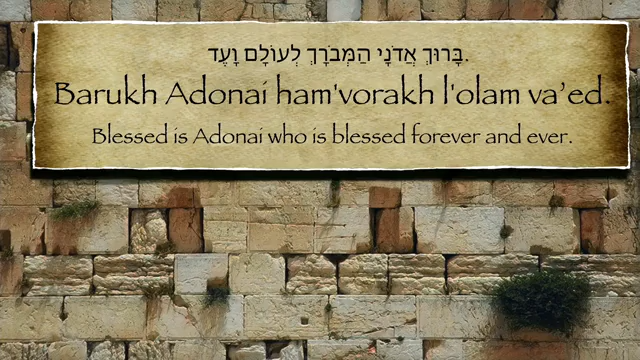 בָּרוּךְ אֲדֹנָי הַמְּבֹרָךְ לְעוֹלָם וָעֶד.
Barukh Adonai ham'vorakh l'olam va’ed.
Blessed is Adonai who is blessed forever and ever.